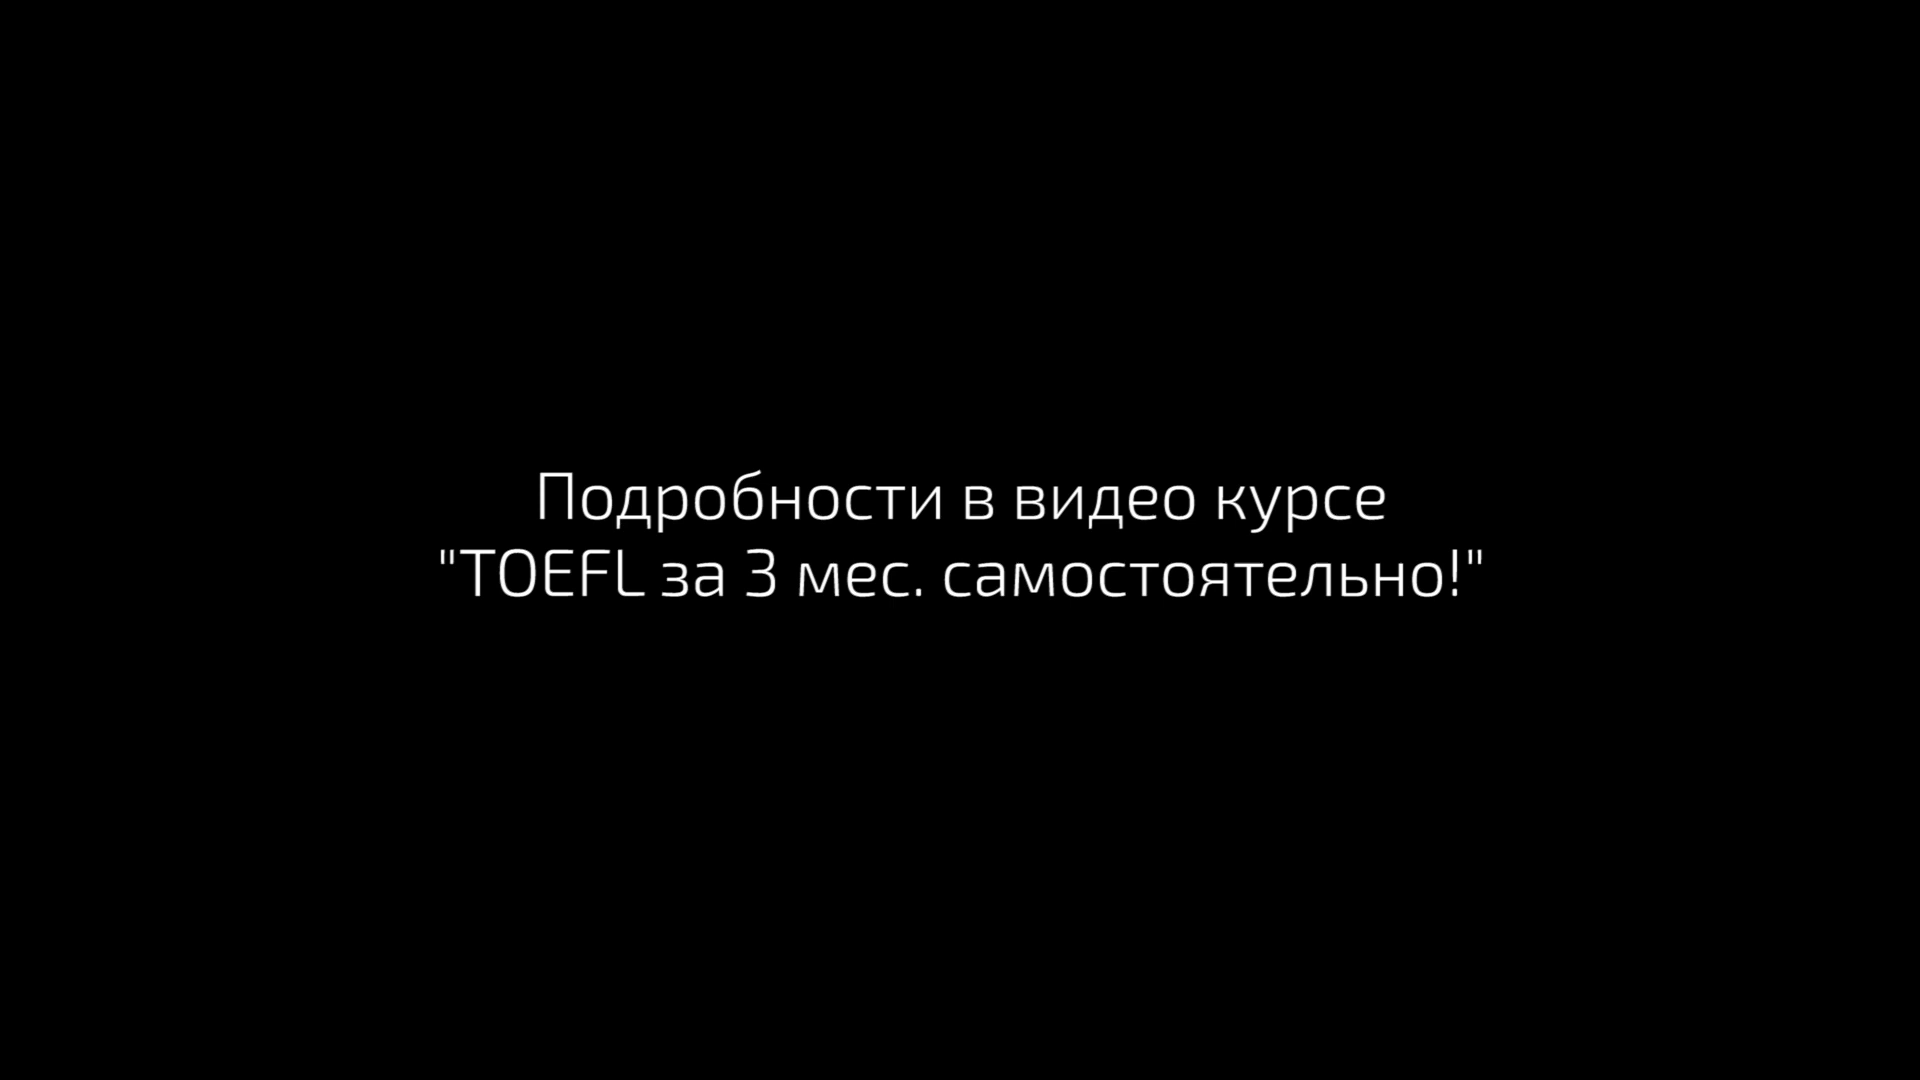 Подробности в видео курсе
"TOEFL за 3 мес. самостоятельно!"